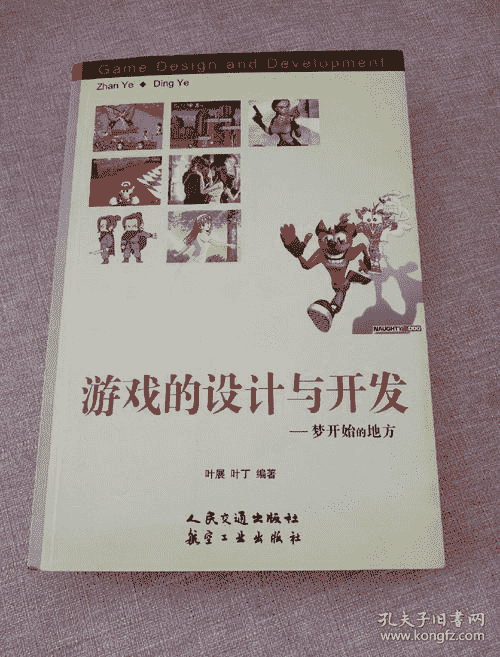 Game Design and Development
Zhan Ye ◆ Ding Ye
NAUGHTY DOG
游戏的设计与开发
——梦开始的地方
叶展 叶丁 编著
人民交通出版社
航空工业出版社
孔夫子旧书网
www.kongfz.com